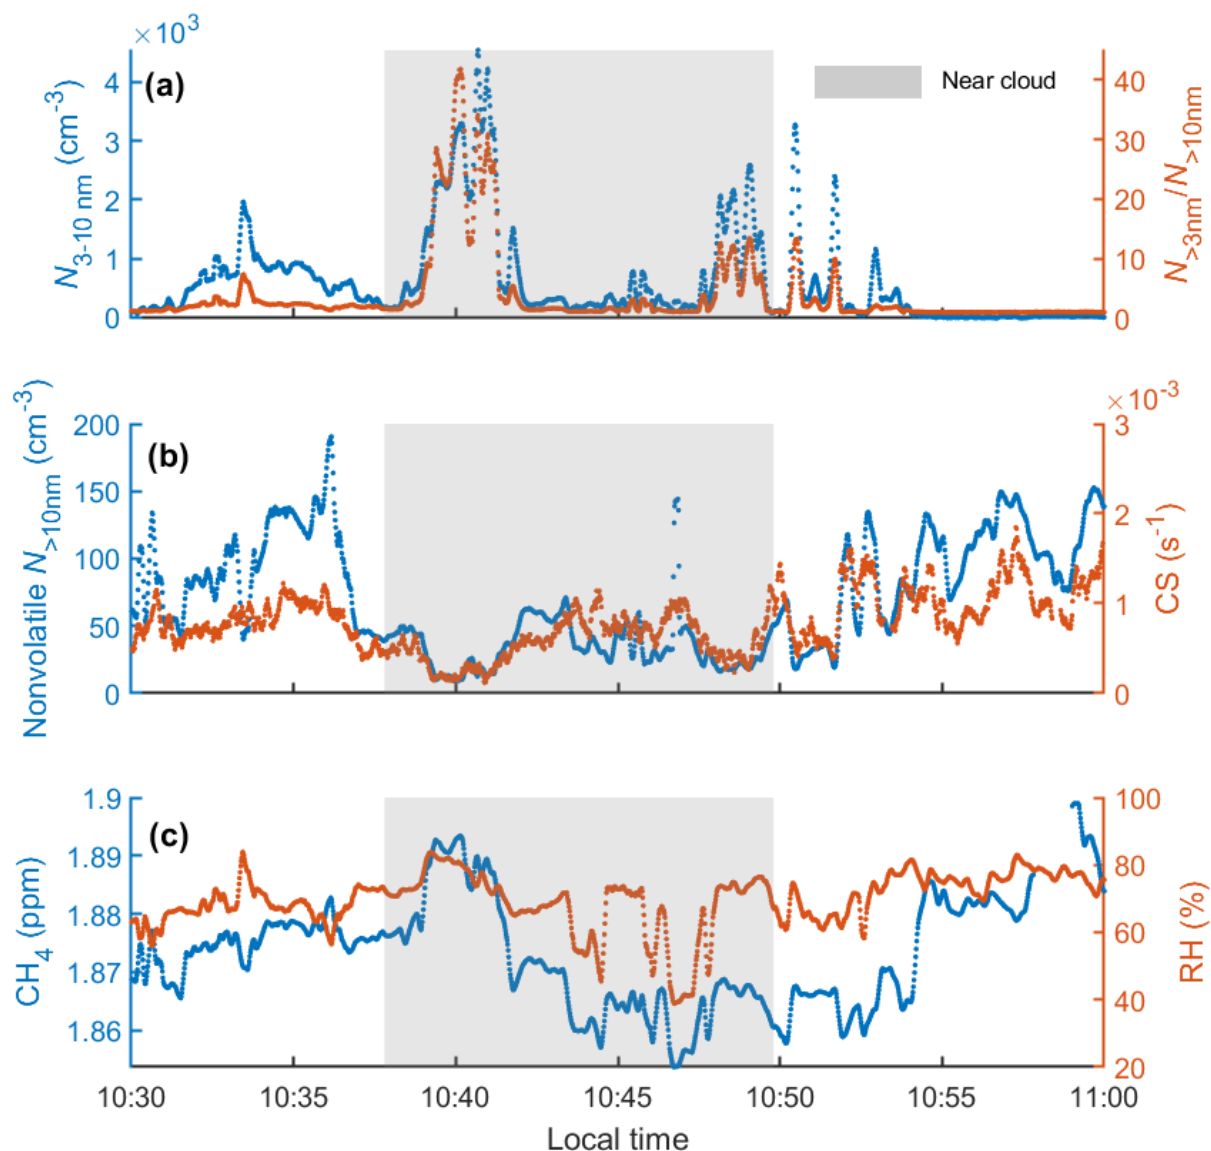 ×10³
(a)
N3-10 nm (cm-3)
4
3
2
1
0
Near cloud
40
30
20
10
0
N>3nm/N>10nm
(b)
Nonvolatile N>10nm (cm-3)
200
150
100
50
0
×10-3
3
2
1
0
CS (s-1)
(c)
CH4 (ppm)
1.9
1.89
1.88
1.87
1.86
100
80
60
40
20
RH (%)
10:30 10:35 10:40 10:45 10:50 10:55 11:00
Local time